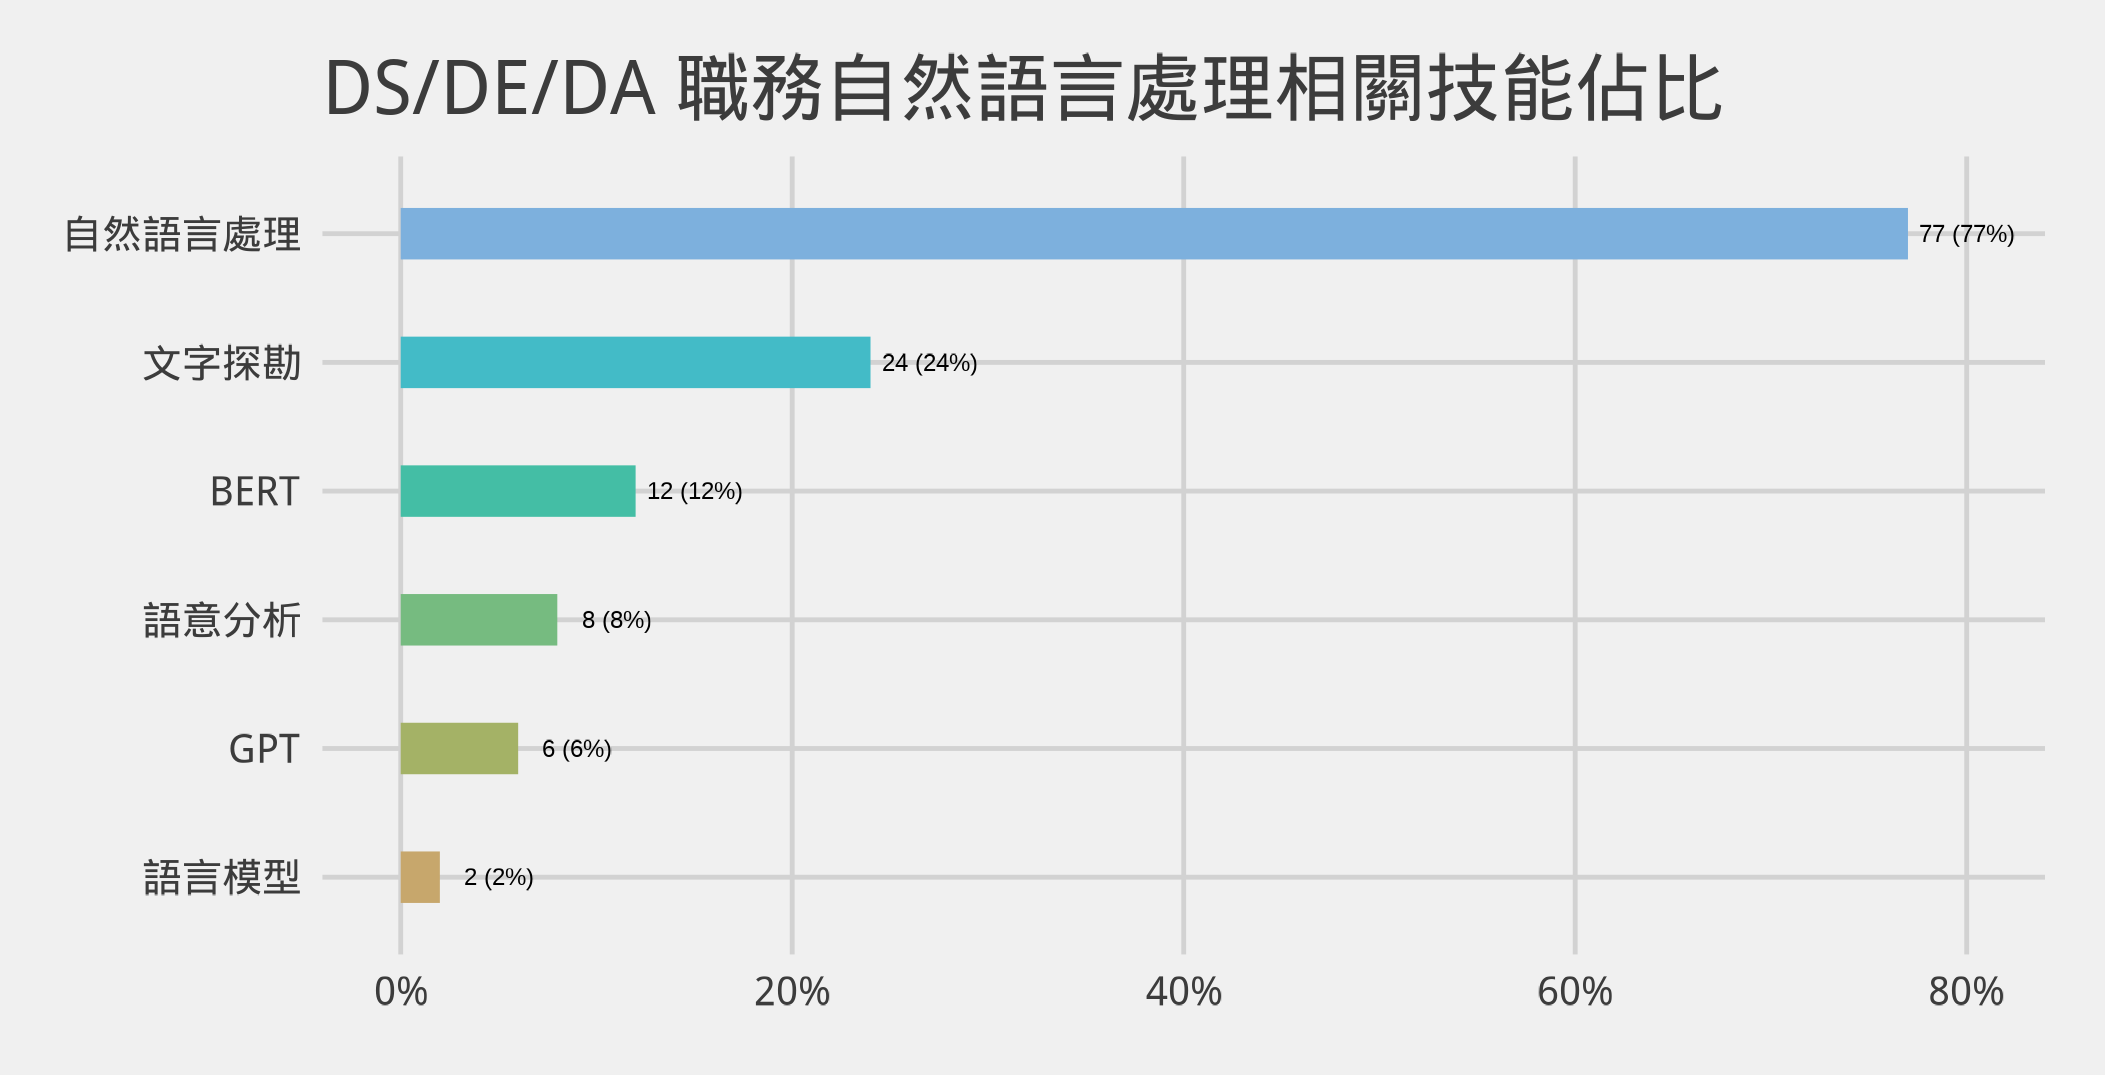 DS/DE/DA 職務自然語言處理相關技能佔比
自然語言處理 77 (77%)
文字探勘 24 (24%)
BERT 12 (12%)
語意分析 8 (8%)
GPT 6 (6%)
語言模型 2 (2%)
0% 20% 40% 60% 80%